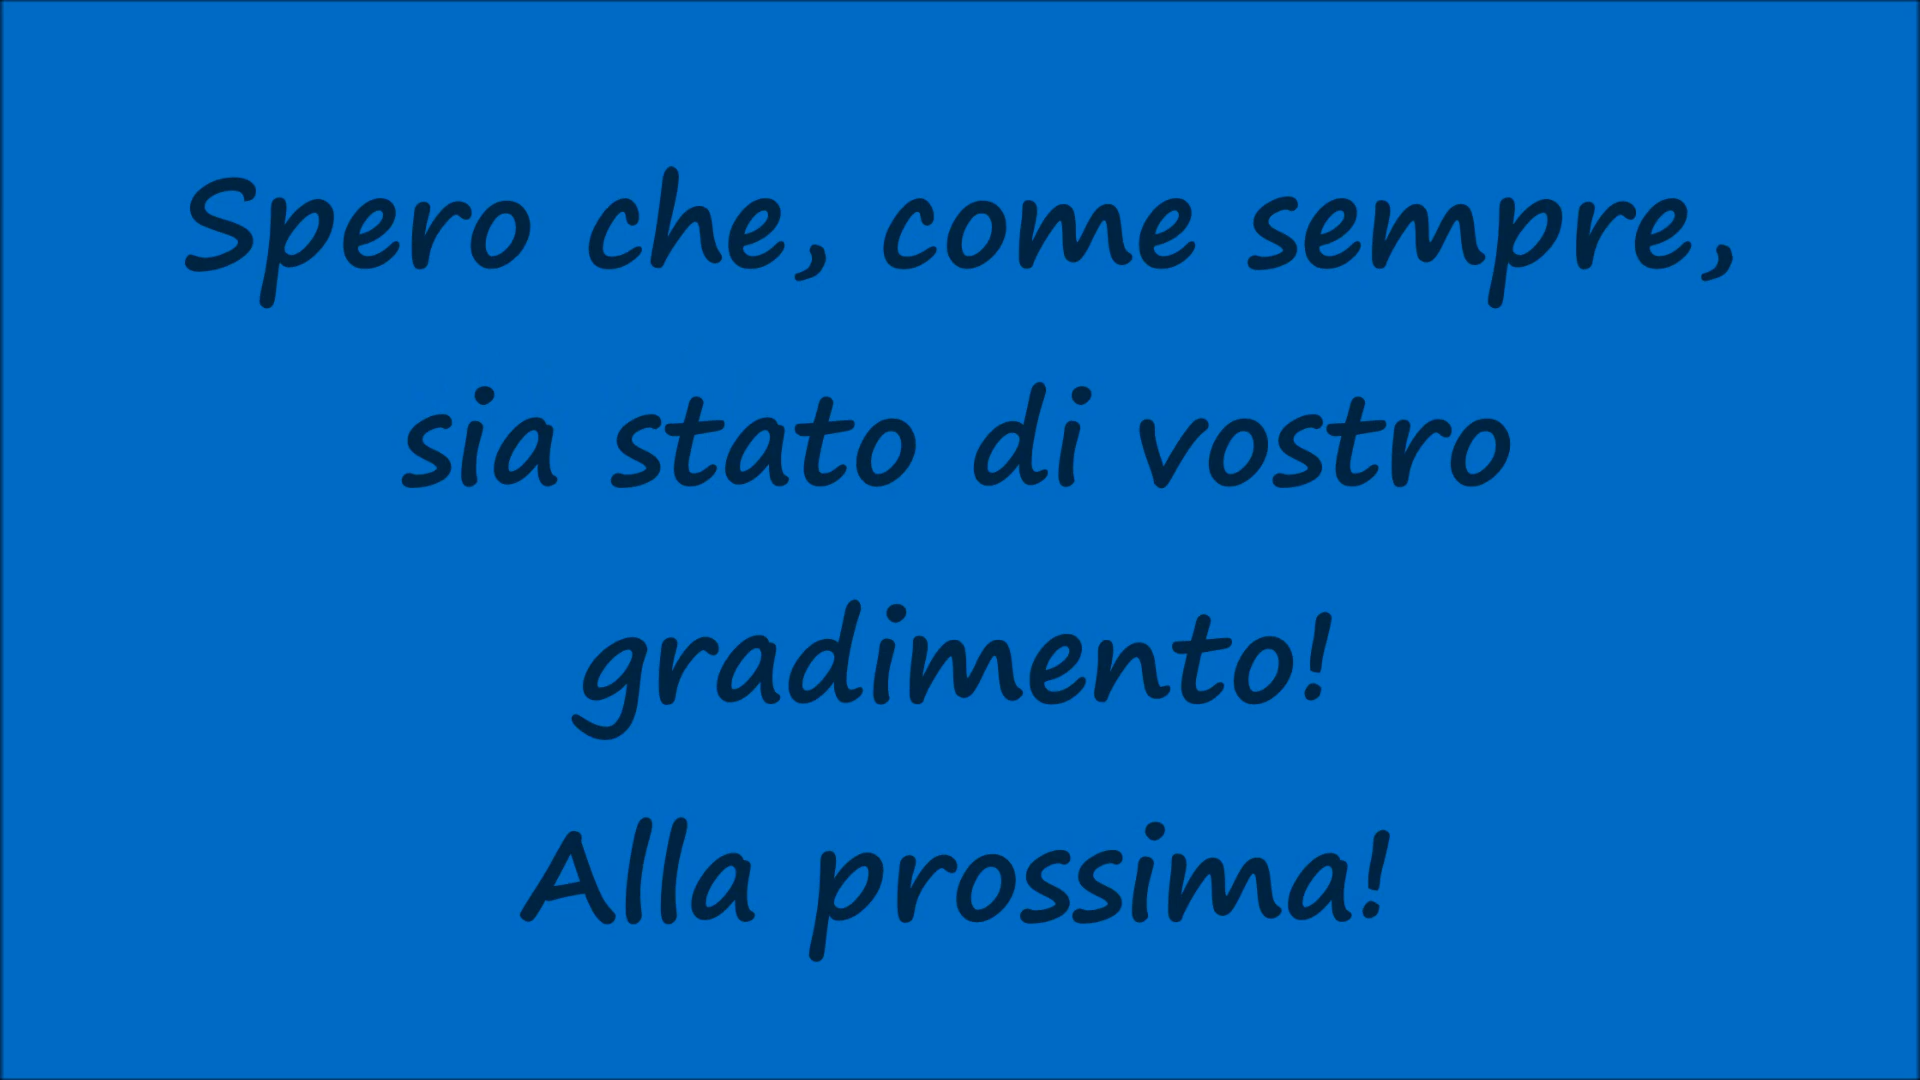 Spero che, come sempre,
sia stato di vostro
gradimento!
Alla prossima!